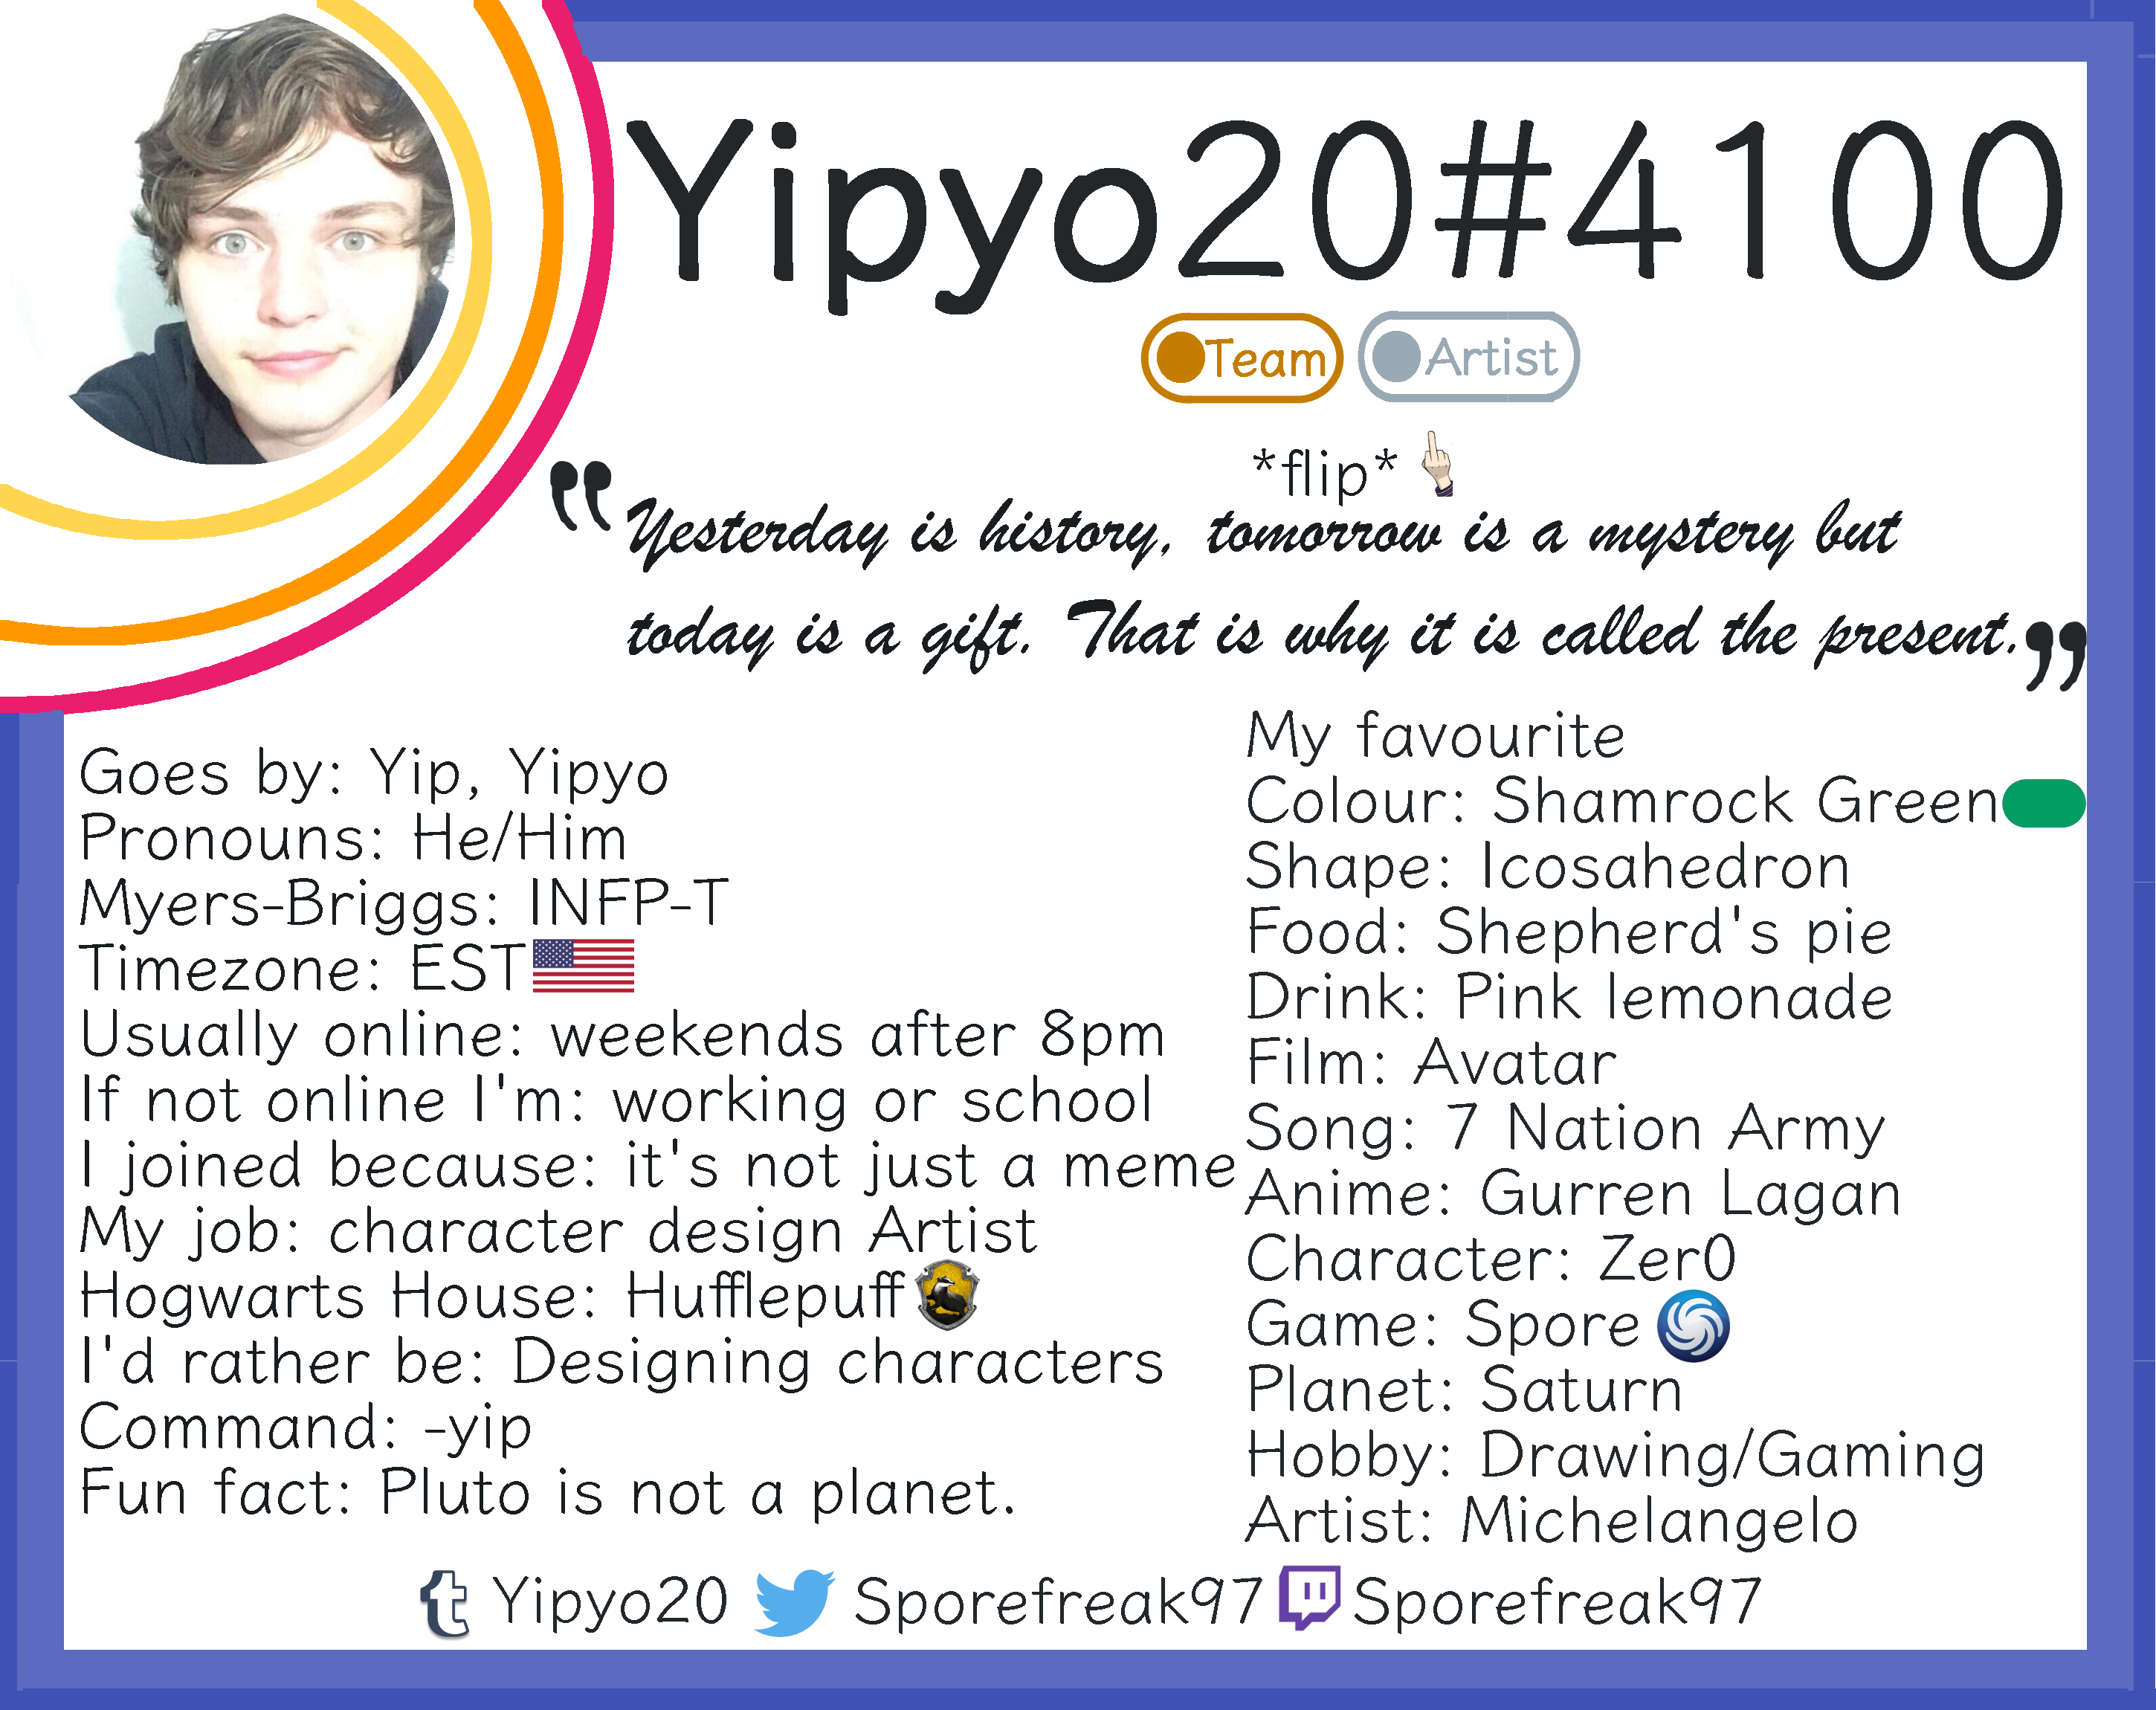 Yipyo20#4100
Team Artist
*flip*
"Yesterday is history, tomorrow is a mystery but
today is a gift. That is why it is called the present."
Goes by: Yip, Yipyo
Pronouns: He/Him
Myers-Briggs: INFP-T
Timezone: EST
Usually online: weekends after 8pm
If not online I'm: working or school
I joined because: it's not just a meme
My job: character design Artist
Hogwarts House: Hufflepuff
I'd rather be: Designing characters
Command: -yip
Fun fact: Pluto is not a planet.
My favourite
Colour: Shamrock Green
Shape: Icosahedron
Food: Shepherd's pie
Drink: Pink lemonade
Film: Avatar
Song: 7 Nation Army
Anime: Gurren Lagan
Character: Zer0
Game: Spore
Planet: Saturn
Hobby: Drawing/Gaming
Artist: Michelangelo
t Yipyo20 Sporefreak97 Sporefreak97